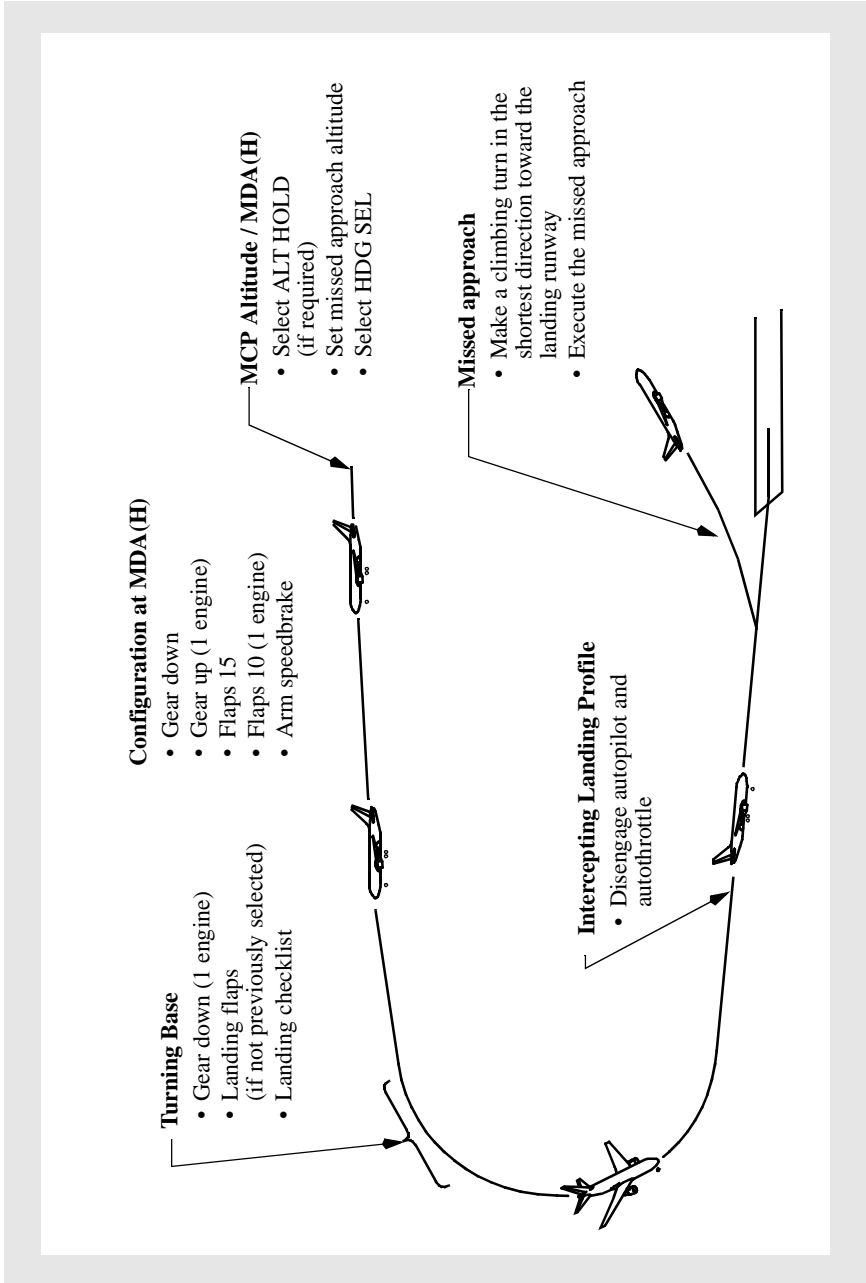 MCP Altitude / MDA(H)
• Select ALT HOLD
(if required)
• Set missed approach altitude
• Select HDG SEL
Configuration at MDA(H)
• Gear down
• Gear up (1 engine)
• Flaps 15
• Flaps 10 (1 engine)
• Arm speedbrake
Turning Base
• Gear down (1 engine)
• Landing flaps
(if not previously selected)
• Landing checklist
Intercepting Landing Profile
• Disengage autopilot and
autothrottle
Missed approach
• Make a climbing turn in the
shortest direction toward the
landing runway
• Execute the missed approach